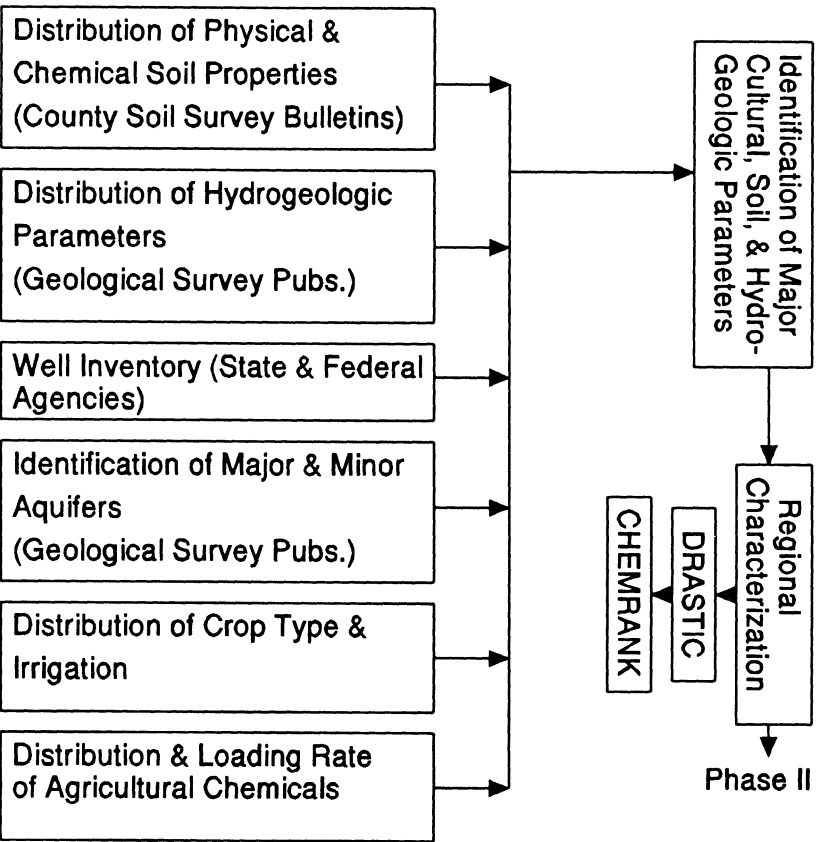 Distribution of Physical &
Chemical Soil Properties
(County Soil Survey Bulletins)
Distribution of Hydrogeologic
Parameters
(Geological Survey Pubs.)
Well Inventory (State & Federal
Agencies)
Identification of Major & Minor
Aquifers
(Geological Survey Pubs.)
Distribution of Crop Type &
Irrigation
Distribution & Loading Rate
of Agricultural Chemicals
Identification of Major
Cultural, Soil, & Hydro-
Geologic Parameters
Regional
Characterization
DRASTIC
CHEMRANK
Phase II